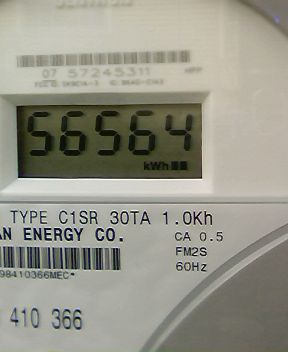 07 57245311
56564
kWh
TYPE C1SR 30TA 1.0Kh
AN ENERGY CO.
CA 0.5
FM2S
60Hz
98410366MEC*
410 366